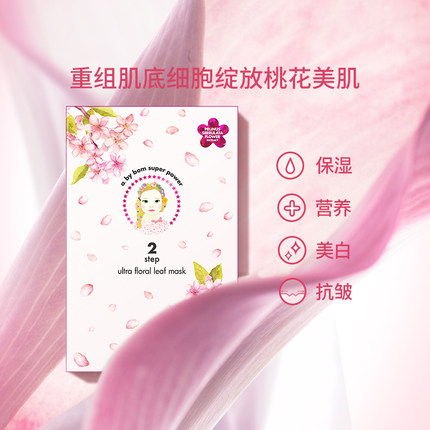 重组肌底细胞绽放桃花美肌
PRUNUS
SERRULATA
FLOWER
a by bom super power
2
step
ultra floral leaf mask
保湿
营养
美白
抗皱